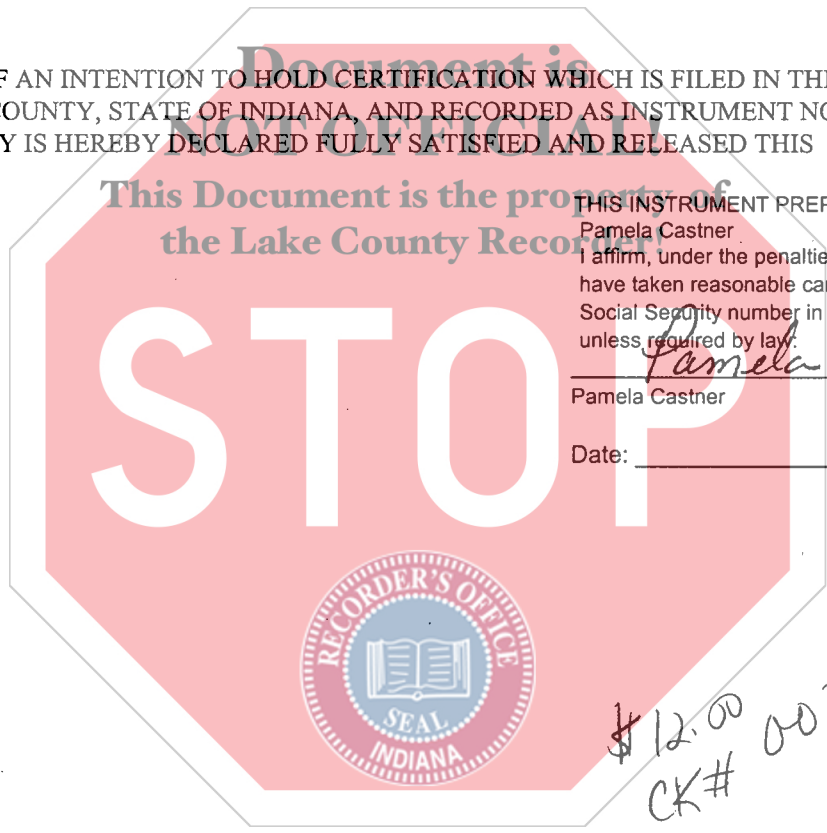 Document is
F AN INTENTION TO HOLD CERTIFICATION WHICH IS FILED IN THE
COUNTY, STATE OF INDIANA, AND RECORDED AS INSTRUMENT NO
NOT OFFICIAL!
Y IS HEREBY DECLARED FULLY SATISFIED AND RELEASED THIS
This Document is the property of
the Lake County Recorder!
THIS INSTRUMENT PREP
Pamela Castner
I affirm, under the penaltie
have taken reasonable car
Social Security number in
unless required by law.
Pamela
Pamela Castner
Date:
STOP
RECORDER'S OFFICE
SEAL
INDIANA
$12.00
CK# 00